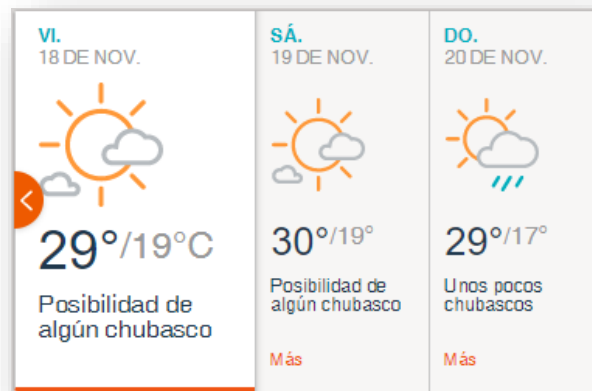 VI.
18 DE NOV.
29°/19°C
Posibilidad de
algún chubasco
SÁ.
19 DE NOV.
30°/19°
Posibilidad de
algún chubasco
Más
DO.
20 DE NOV.
29°/17°
Unos pocos
chubascos
Más